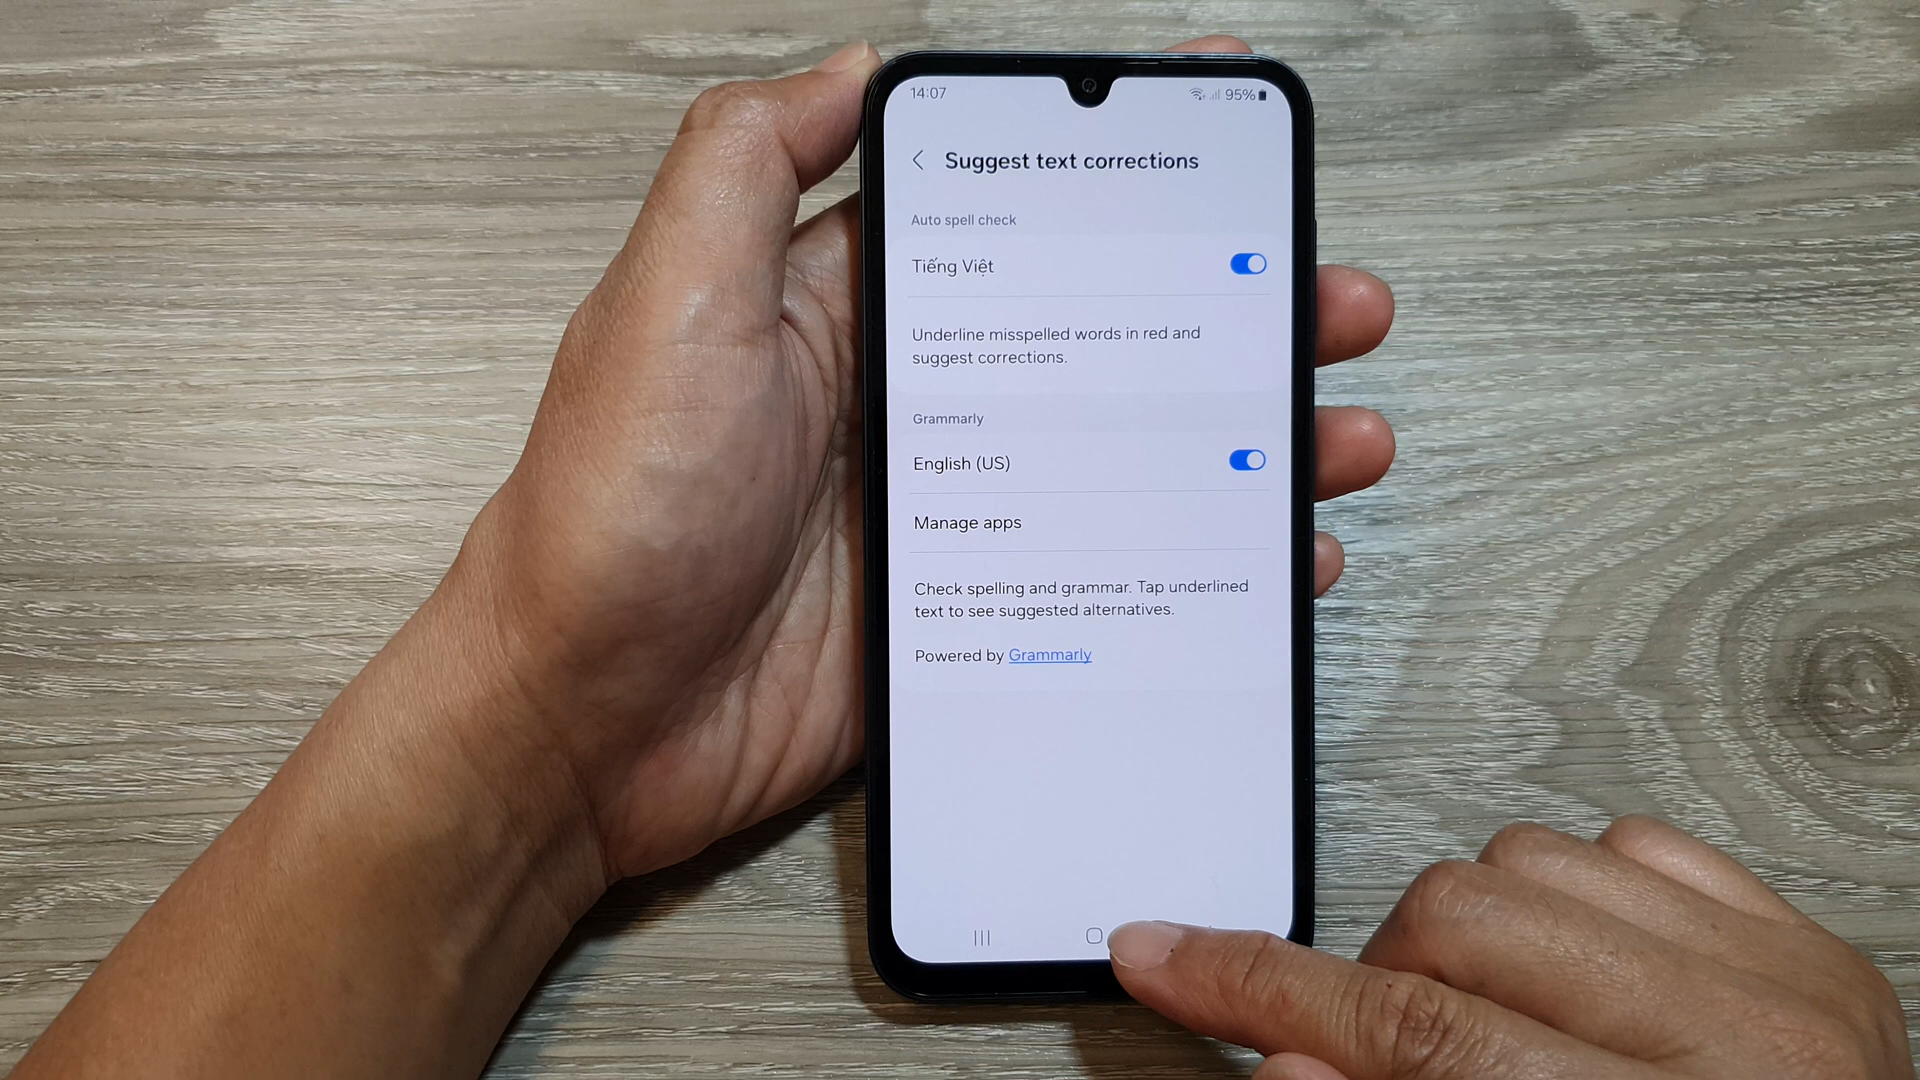 14:07
95%
Suggest text corrections
Auto spell check
Tiếng Việt
Underline misspelled words in red and
suggest corrections.
Grammarly
English (US)
Manage apps
Check spelling and grammar. Tap underlined
text to see suggested alternatives.
Powered by Grammarly